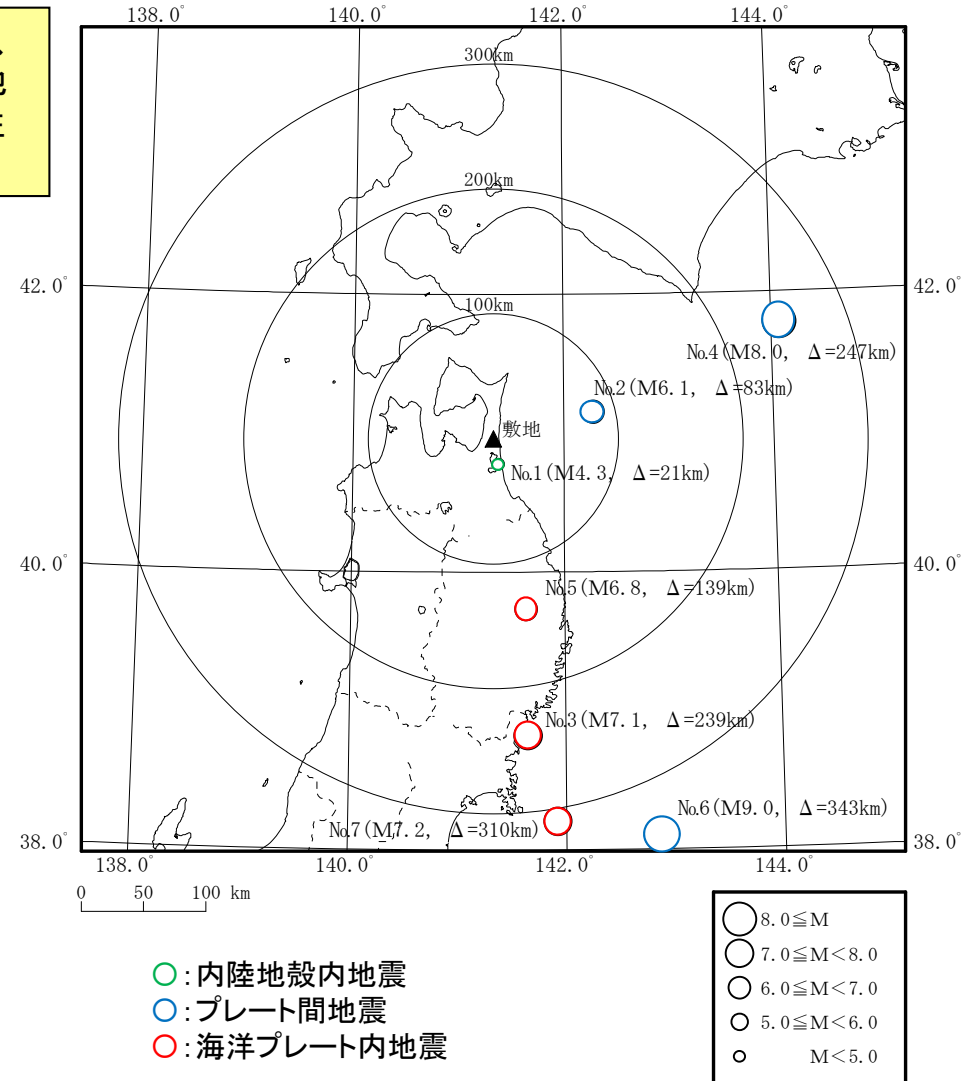 138.0° 140.0° 142.0° 144.0°
300km
200km
42.0° 42.0°
100km
No.4(M8.0, Δ=247km)
No.2(M6.1, Δ=83km)
敷地
No.1(M4.3, Δ=21km)
40.0° 40.0°
No.5(M6.8, Δ=139km)
No.3(M7.1, Δ=239km)
No.6(M9.0, Δ=343km)
No.7(M7.2, Δ=310km)
38.0° 38.0°
138.0° 140.0° 142.0° 144.0°
0 50 100 km
○:内陸地殻内地震
○:プレート間地震
○:海洋プレート内地震
8.0≦M
7.0≦M<8.0
6.0≦M<7.0
5.0≦M<6.0
M<5.0